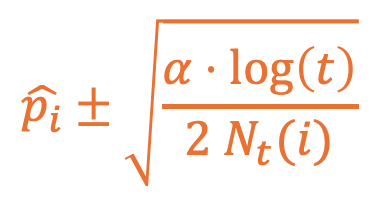 p̂ᵢ ± √(α · log(t) / 2 Nₜ(i))